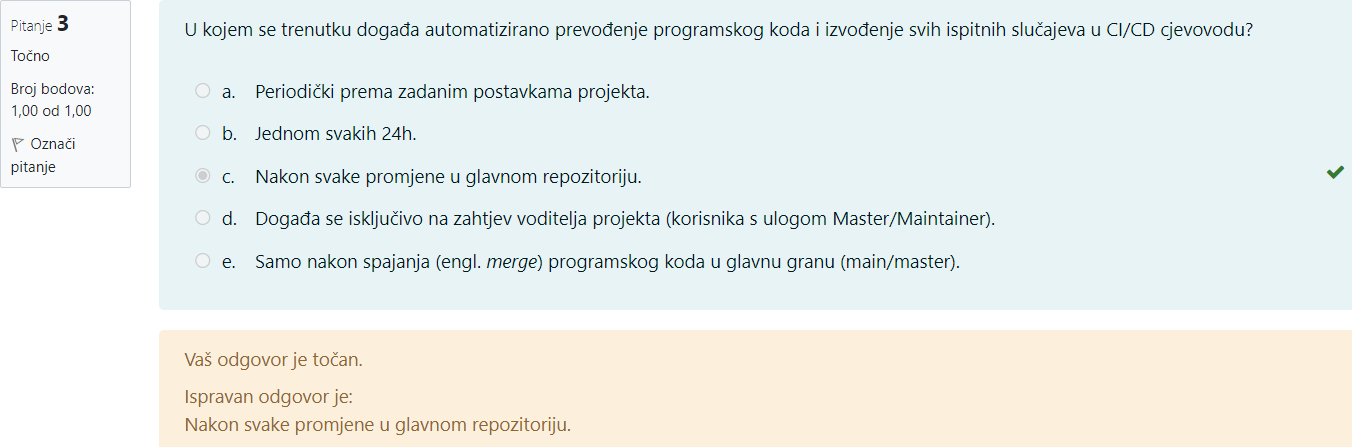 Pitanje 3
Točno
Broj bodova:
1,00 od 1,00
Označi
pitanje
U kojem se trenutku događa automatizirano prevođenje programskog koda i izvođenje svih ispitnih slučajeva u CI/CD cjevovodu?
a. Periodički prema zadanim postavkama projekta.
b. Jednom svakih 24h.
c. Nakon svake promjene u glavnom repozitoriju.
d. Događa se isključivo na zahtjev voditelja projekta (korisnika s ulogom Master/Maintainer).
e. Samo nakon spajanja (engl. merge) programskog koda u glavnu granu (main/master).
Vaš odgovor je točan.
Ispravan odgovor je:
Nakon svake promjene u glavnom repozitoriju.